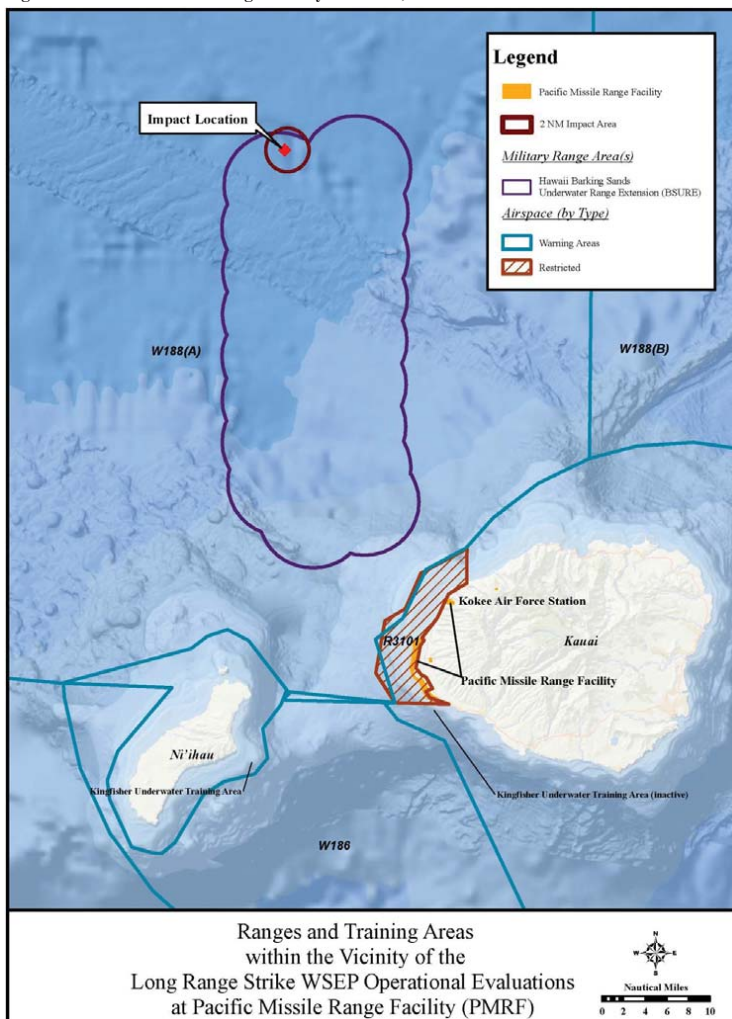 Impact Location
Legend
Pacific Missile Range Facility
2 NM Impact Area
Military Range Area(s)
Hawaii Barking Sands
Underwater Range Extension (BSURE)
Airspace (by Type)
Warning Areas
Restricted
W188(A)
W188(B)
Kokee Air Force Station
R3101
Kauai
Pacific Missile Range Facility
Ni'ihau
Kingfisher Underwater Training Area
Kingfisher Underwater Training Area (inactive)
W186
Ranges and Training Areas
within the Vicinity of the
Long Range Strike WSEP Operational Evaluations
at Pacific Missile Range Facility (PMRF)
N
W E
S
Nautical Miles
0 2 4 6 8 10